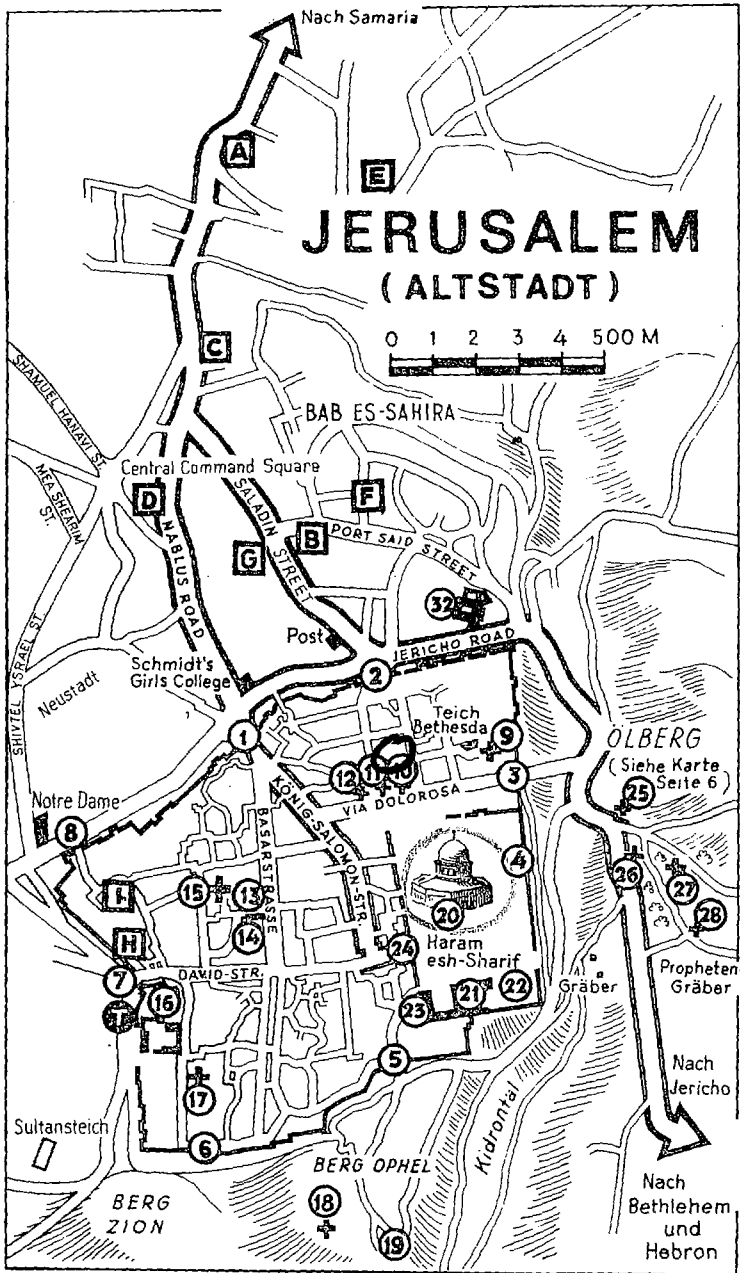 Nach Samaria
A
E
JERUSALEM
(ALTSTADT)
0 1 2 3 4 500 M
C
SHAMUEL HANAVI ST.
MEA SHEARIM ST.
BAB ES-SAHIRA
Central Command Square
D
F
B
G
SALADIN STREET
PORT SAID STREET
NABLUS ROAD
32
Post
JERICHO ROAD
SHIVTEL YSRAEL ST.
Schmidt's
Girls College
2
Neustadt
1
Teich
Bethesda
9
ÖLBERG
(Siehe Karte
Seite 6)
3
12
11
10
VIA DOLOROSA
25
Notre Dame
8
KÖNIG-SALOMON-STR.
BASARSTRASSE
4
I
15
13
14
20
26
27
28
H
24
Haram
esh-Sharif
7
DAVID-STR.
Gräber
Propheten
Gräber
T
16
23
21
22
5
17
Nach
Jericho
Sultansteich
6
Kidrontal
BERG OPHEL
BERG
ZION
18
19
Nach
Bethlehem
und
Hebron